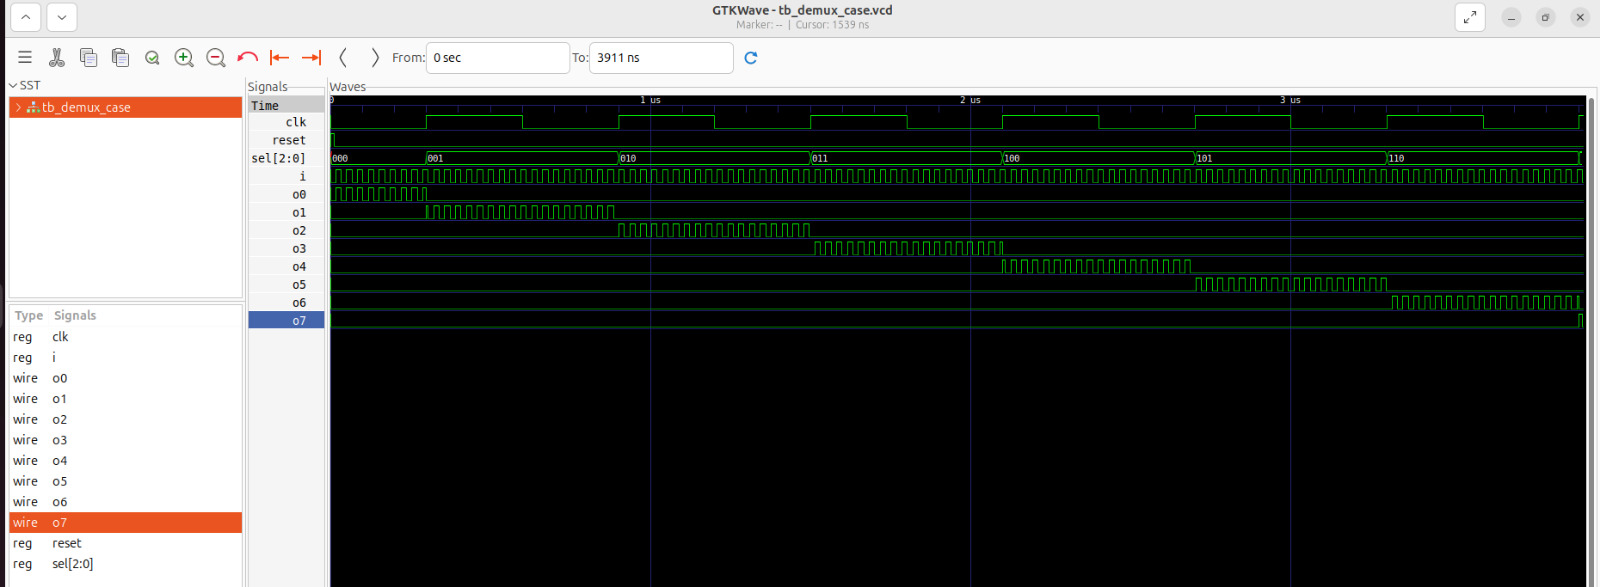 GTKWave - tb_demux_case.vcd
Marker: -- | Cursor: 1539 ns
From: 0 sec To: 3911 ns
SST
tb_demux_case
Type Signals
reg clk
reg i
wire o0
wire o1
wire o2
wire o3
wire o4
wire o5
wire o6
wire o7
reg reset
reg sel[2:0]
Signals
Time
clk
reset
sel[2:0]
i
o0
o1
o2
o3
o4
o5
o6
o7
Waves
0 1 us 2 us 3 us
000 001 010 011 100 101 110